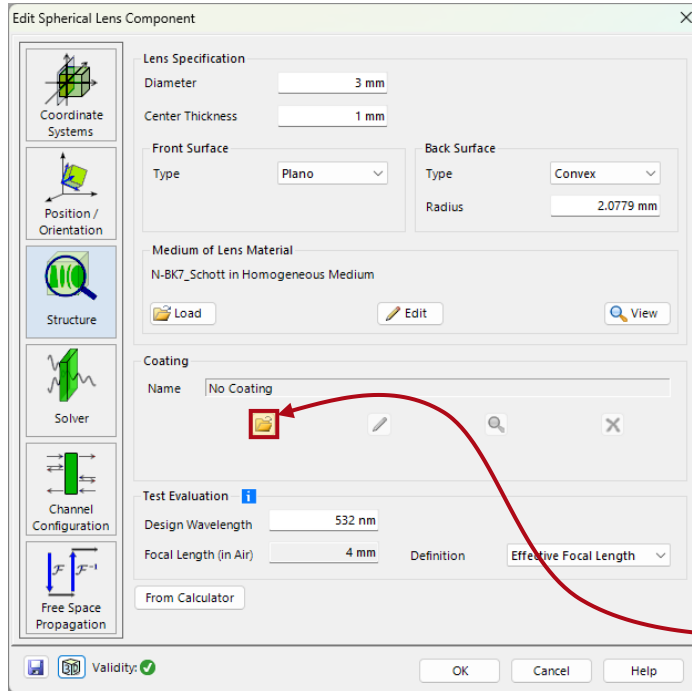 Edit Spherical Lens Component
Coordinate
Systems
Position /
Orientation
Structure
Solver
Channel
Configuration
F F⁻¹
Free Space
Propagation
Lens Specification
Diameter 3 mm
Center Thickness 1 mm
Front Surface
Type Plano
Back Surface
Type Convex
Radius 2.0779 mm
Medium of Lens Material
N-BK7_Schott in Homogeneous Medium
Load Edit View
Coating
Name No Coating
Test Evaluation i
Design Wavelength 532 nm
Focal Length (in Air) 4 mm Definition Effective Focal Length
From Calculator
3D Validity:
OK Cancel Help